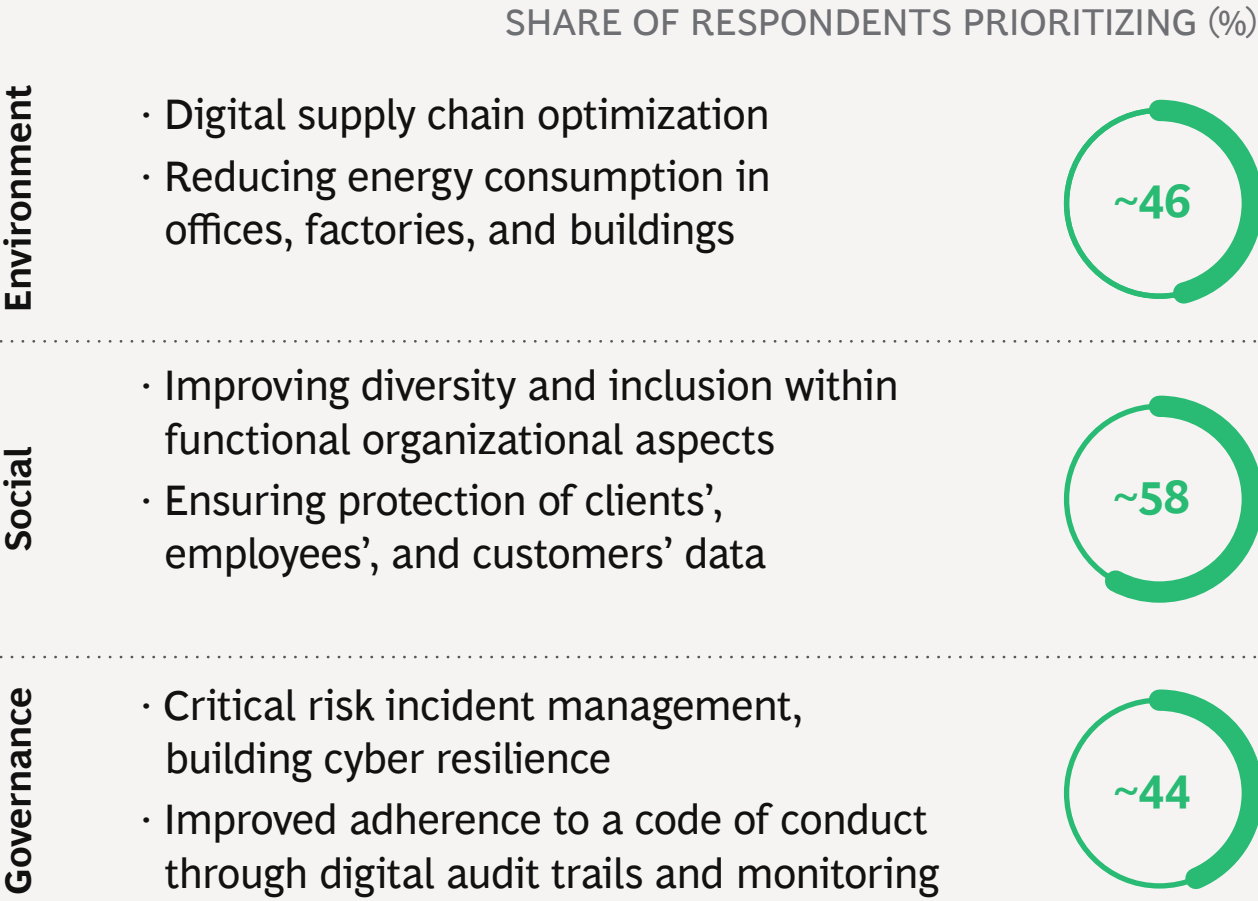 SHARE OF RESPONDENTS PRIORITIZING (%)
Environment
· Digital supply chain optimization
· Reducing energy consumption in
offices, factories, and buildings
~46
Social
· Improving diversity and inclusion within
functional organizational aspects
· Ensuring protection of clients’,
employees’, and customers’ data
~58
Governance
· Critical risk incident management,
building cyber resilience
· Improved adherence to a code of conduct
through digital audit trails and monitoring
~44